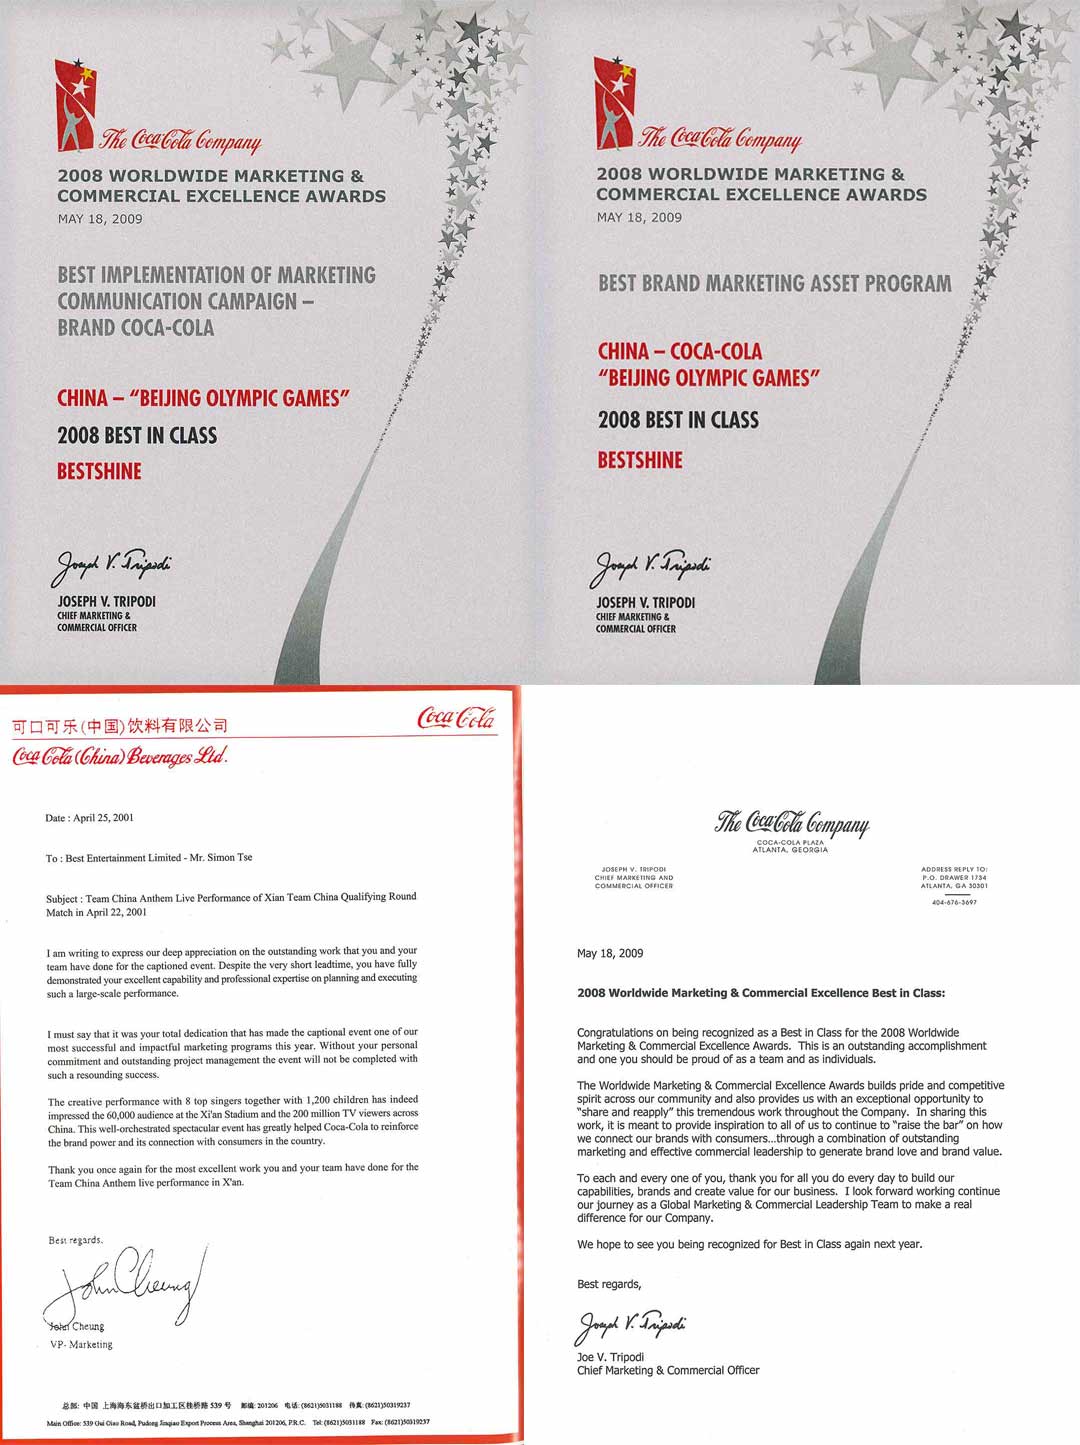 The Coca-Cola Company
2008 WORLDWIDE MARKETING &
COMMERCIAL EXCELLENCE AWARDS
MAY 18, 2009
BEST IMPLEMENTATION OF MARKETING
COMMUNICATION CAMPAIGN –
BRAND COCA-COLA
CHINA – “BEIJING OLYMPIC GAMES”
2008 BEST IN CLASS
BESTSHINE
Joseph V. Tripodi
JOSEPH V. TRIPODI
CHIEF MARKETING &
COMMERCIAL OFFICER
The Coca-Cola Company
2008 WORLDWIDE MARKETING &
COMMERCIAL EXCELLENCE AWARDS
MAY 18, 2009
BEST BRAND MARKETING ASSET PROGRAM
CHINA – COCA-COLA
“BEIJING OLYMPIC GAMES”
2008 BEST IN CLASS
BESTSHINE
Joseph V. Tripodi
JOSEPH V. TRIPODI
CHIEF MARKETING &
COMMERCIAL OFFICER
可口可乐(中国)饮料有限公司
Coca-Cola
Coca-Cola (China) Beverages Ltd.
Date : April 25, 2001
To : Best Entertainment Limited - Mr. Simon Tse
Subject : Team China Anthem Live Performance of Xian Team China Qualifying Round
Match in April 22, 2001
I am writing to express our deep appreciation on the outstanding work that you and your
team have done for the captioned event. Despite the very short leadtime, you have fully
demonstrated your excellent capability and professional expertise on planning and executing
such a large-scale performance.
I must say that it was your total dedication that has made the captional event one of our
most successful and impactful marketing programs this year. Without your personal
commitment and outstanding project management the event will not be completed with
such a resounding success.
The creative performance with 8 top singers together with 1,200 children has indeed
impressed the 60,000 audience at the Xi'an Stadium and the 200 million TV viewers across
China. This well-orchestrated spectacular event has greatly helped Coca-Cola to reinforce
the brand power and its connection with consumers in the country.
Thank you once again for the most excellent work you and your team have done for the
Team China Anthem live performance in X'an.
Best regards.
John Cheung
John Cheung
VP- Marketing
总部: 中国 上海浦东金桥出口加工区桂桥路 539 号 邮编: 201206 电话: (8621)5031188 传真: (8621)50319237
Main Office: 539 Gui Qiao Road, Pudong Jinqiao Export Process Area, Shanghai 201206, P.R.C. Tel: (8621)5031188 Fax: (8621)50319237
The Coca-Cola Company
COCA-COLA PLAZA
ATLANTA, GEORGIA
JOSEPH V. TRIPODI
CHIEF MARKETING AND
COMMERCIAL OFFICER
ADDRESS REPLY TO:
P.O. DRAWER 1734
ATLANTA, GA 30301
404-676-3697
May 18, 2009
2008 Worldwide Marketing & Commercial Excellence Best in Class:
Congratulations on being recognized as a Best in Class for the 2008 Worldwide
Marketing & Commercial Excellence Awards. This is an outstanding accomplishment
and one you should be proud of as a team and as individuals.
The Worldwide Marketing & Commercial Excellence Awards builds pride and competitive
spirit across our community and also provides us with an exceptional opportunity to
“share and reapply” this tremendous work throughout the Company. In sharing this
work, it is meant to provide inspiration to all of us to continue to “raise the bar” on how
we connect our brands with consumers...through a combination of outstanding
marketing and effective commercial leadership to generate brand love and brand value.
To each and every one of you, thank you for all you do every day to build our
capabilities, brands and create value for our business. I look forward working continue
our journey as a Global Marketing & Commercial Leadership Team to make a real
difference for our Company.
We hope to see you being recognized for Best in Class again next year.
Best regards,
Joseph V. Tripodi
Joe V. Tripodi
Chief Marketing & Commercial Officer